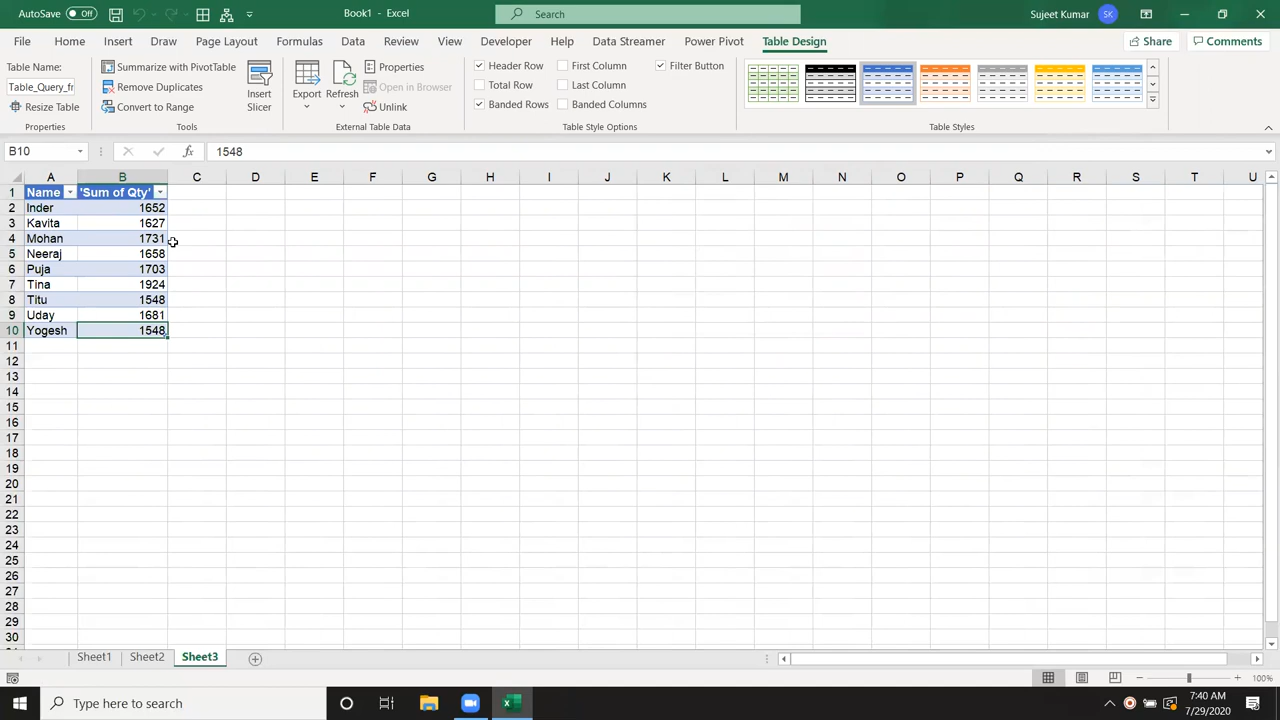 AutoSave Off Book1 - Excel Search Sujeet Kumar SK
File Home Insert Draw Page Layout Formulas Data Review View Developer Help Data Streamer Power Pivot Table Design Share Comments
Table Name: Summarize with PivotTable Properties Header Row First Column Filter Button
Table_Query_f Remove Duplicates Insert Slicer Export Refresh Open in Browser Total Row Last Column
Resize Table Convert to Range Unlink Banded Rows Banded Columns
Properties Tools External Table Data Table Style Options Table Styles
B10 fx 1548
A B C D E F G H I J K L M N O P Q R S T U
1 Name 'Sum of Qty'
2 Inder 1652
3 Kavita 1627
4 Mohan 1731
5 Neeraj 1658
6 Puja 1703
7 Tina 1924
8 Titu 1548
9 Uday 1681
10 Yogesh 1548
11
12
13
14
15
16
17
18
19
20
21
22
23
24
25
26
27
28
29
30
Sheet1 Sheet2 Sheet3
100%
Type here to search 7:40 AM
7/29/2020